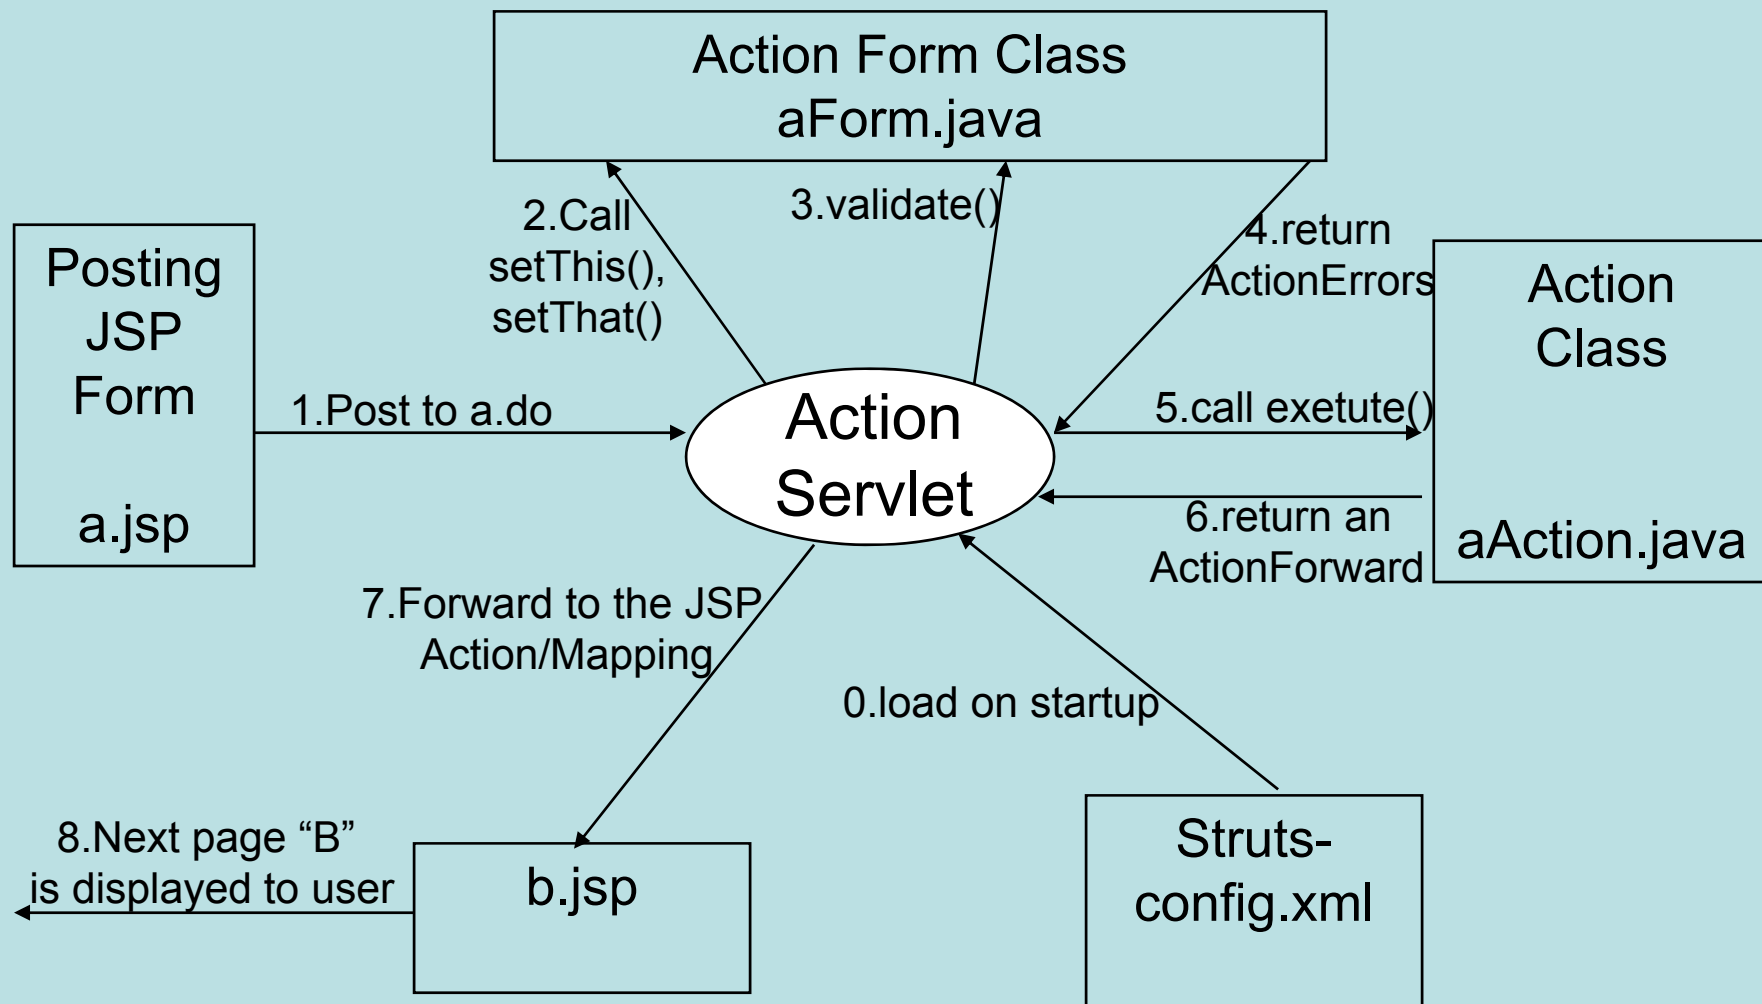 Action Form Class
aForm.java
2.Call
setThis(),
setThat()
3.validate()
4.return
ActionErrors
Posting
JSP
Form
a.jsp
1.Post to a.do
Action
Servlet
5.call exetute()
6.return an
ActionForward
Action
Class
aAction.java
7.Forward to the JSP
Action/Mapping
0.load on startup
8.Next page “B”
is displayed to user
b.jsp
Struts-
config.xml